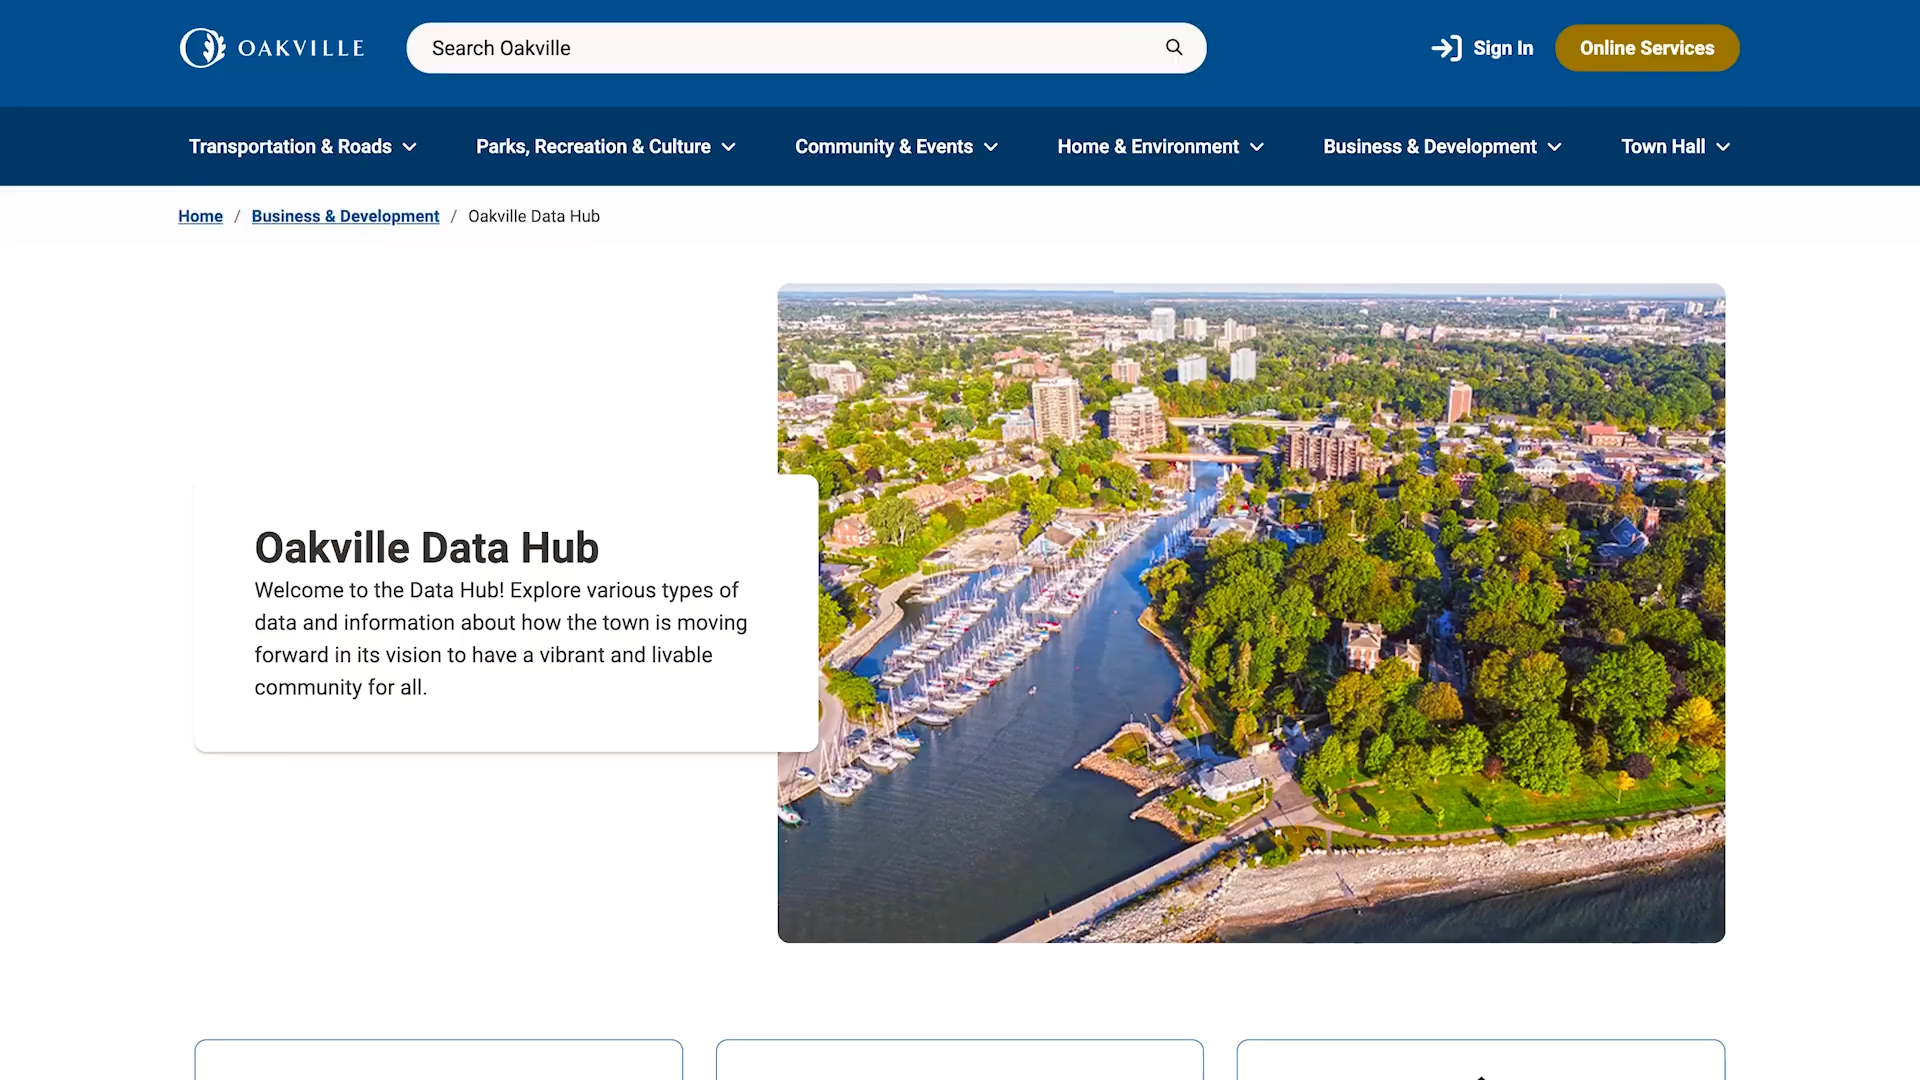 OAKVILLE
Search Oakville
Sign In
Online Services
Transportation & Roads
Parks, Recreation & Culture
Community & Events
Home & Environment
Business & Development
Town Hall
Home / Business & Development / Oakville Data Hub
Oakville Data Hub
Welcome to the Data Hub! Explore various types of
data and information about how the town is moving
forward in its vision to have a vibrant and livable
community for all.